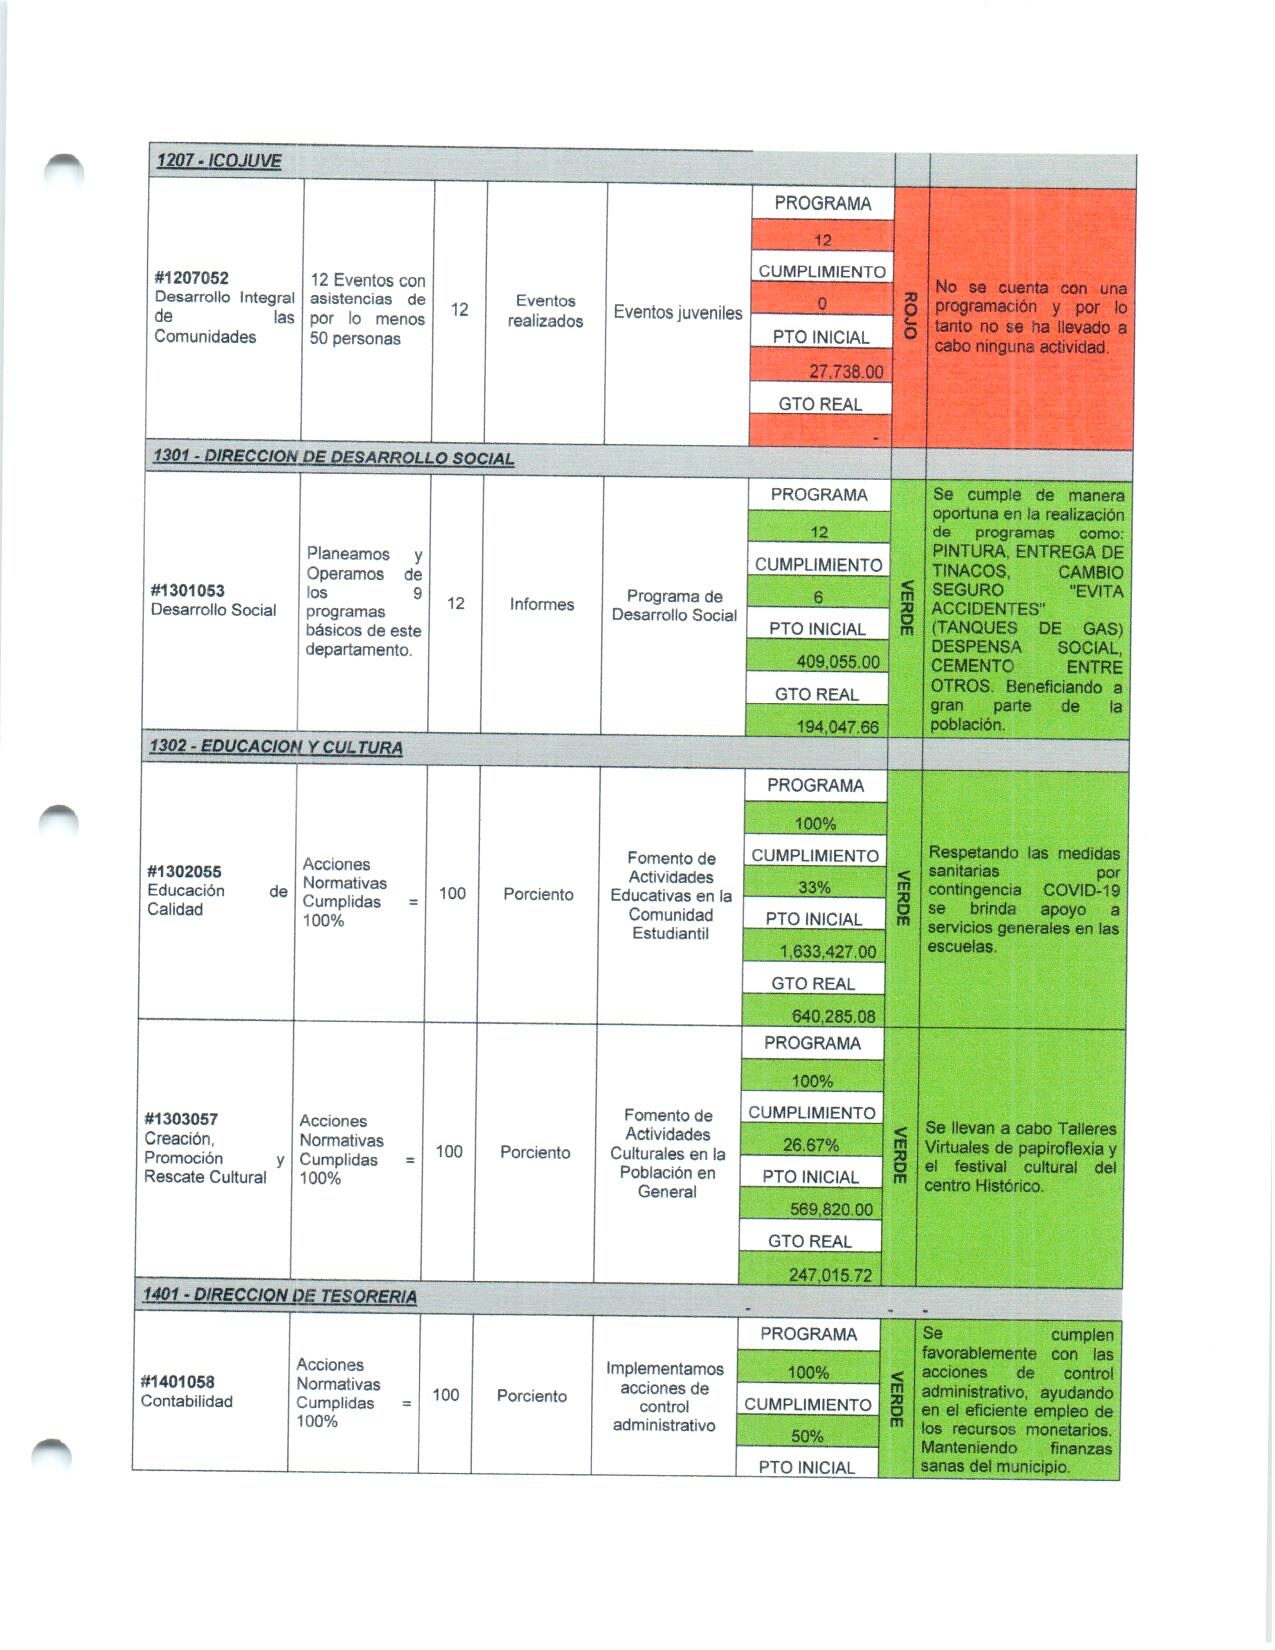 1207 - ICOJUVE
#1207052
Desarrollo Integral
de las
Comunidades
12 Eventos con
asistencias de
por lo menos
50 personas
12
Eventos
realizados
Eventos juveniles
PROGRAMA
12
CUMPLIMIENTO
0
PTO INICIAL
27,738.00
GTO REAL
-
ROJO
No se cuenta con una
programación y por lo
tanto no se ha llevado a
cabo ninguna actividad.
1301 - DIRECCION DE DESARROLLO SOCIAL
#1301053
Desarrollo Social
Planeamos y
Operamos de
los 9
programas
básicos de este
departamento.
12
Informes
Programa de
Desarrollo Social
PROGRAMA
12
CUMPLIMIENTO
6
PTO INICIAL
409,055.00
GTO REAL
194,047.66
VERDE
Se cumple de manera
oportuna en la realización
de programas como:
PINTURA, ENTREGA DE
TINACOS, CAMBIO
SEGURO "EVITA
ACCIDENTES"
(TANQUES DE GAS)
DESPENSA SOCIAL,
CEMENTO ENTRE
OTROS. Beneficiando a
gran parte de la
población.
1302 - EDUCACION Y CULTURA
#1302055
Educación de
Calidad
Acciones
Normativas
Cumplidas =
100%
100
Porciento
Fomento de
Actividades
Educativas en la
Comunidad
Estudiantil
PROGRAMA
100%
CUMPLIMIENTO
33%
PTO INICIAL
1,633,427.00
GTO REAL
640,285.08
VERDE
Respetando las medidas
sanitarias por
contingencia COVID-19
se brinda apoyo a
servicios generales en las
escuelas.
#1303057
Creación,
Promoción y
Rescate Cultural
Acciones
Normativas
Cumplidas =
100%
100
Porciento
Fomento de
Actividades
Culturales en la
Población en
General
PROGRAMA
100%
CUMPLIMIENTO
26.67%
PTO INICIAL
569,820.00
GTO REAL
247,015.72
VERDE
Se llevan a cabo Talleres
Virtuales de papiroflexia y
el festival cultural del
centro Histórico.
1401 - DIRECCION DE TESORERIA
- - -
#1401058
Contabilidad
Acciones
Normativas
Cumplidas =
100%
100
Porciento
Implementamos
acciones de
control
administrativo
PROGRAMA
100%
CUMPLIMIENTO
50%
PTO INICIAL
VERDE
Se cumplen
favorablemente con las
acciones de control
administrativo, ayudando
en el eficiente empleo de
los recursos monetarios.
Manteniendo finanzas
sanas del municipio.